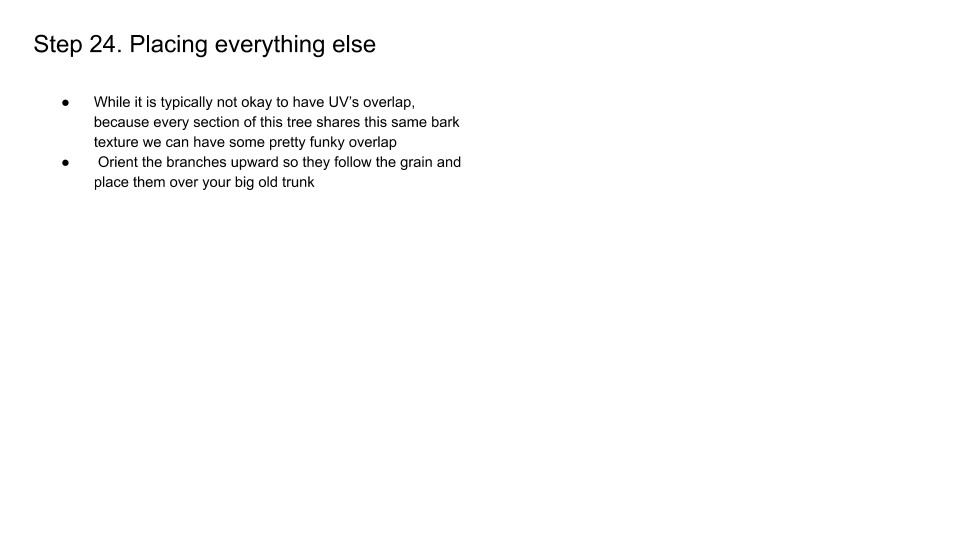 Step 24. Placing everything else
● While it is typically not okay to have UV’s overlap,
because every section of this tree shares this same bark
texture we can have some pretty funky overlap
● Orient the branches upward so they follow the grain and
place them over your big old trunk